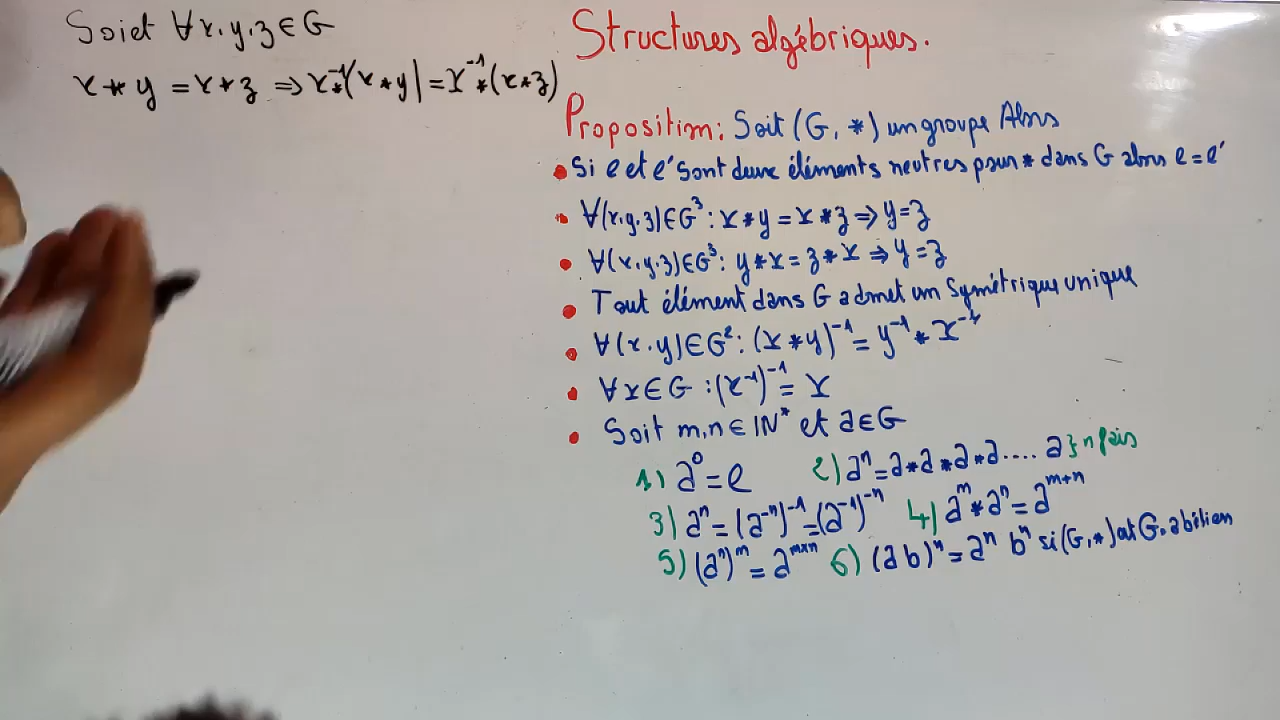 Soiet ∀x.y.z∈G
x*y = x*z ⇒ x⁻¹*(x*y) = x⁻¹*(x*z)
Structures algébriques.
Proposition: Soit (G, *) un groupe Alors
• Si e et e' sont deux éléments neutres pour * dans G alors e = e'
• ∀(x.y.z)∈G³: x*y = x*z ⇒ y=z
• ∀(x.y.z)∈G³: y*x = z*x ⇒ y=z
• Tout élément dans G admet un Symétrique unique
• ∀(x.y)∈G²: (x*y)⁻¹ = y⁻¹*x⁻¹
• ∀x∈G : (x⁻¹)⁻¹ = x
• Soit m,n ∈ IN* et a∈G
1) a⁰ = e 2) aⁿ = a*a*a*a.... a} n fois
3) aⁿ = (a⁻ⁿ)⁻¹ = (a⁻¹)⁻ⁿ 4) aᵐ*aⁿ = aᵐ⁺ⁿ
5) (aⁿ)ᵐ = aᵐˣⁿ 6) (ab)ⁿ = aⁿ bⁿ si (G,*) at G.abélien